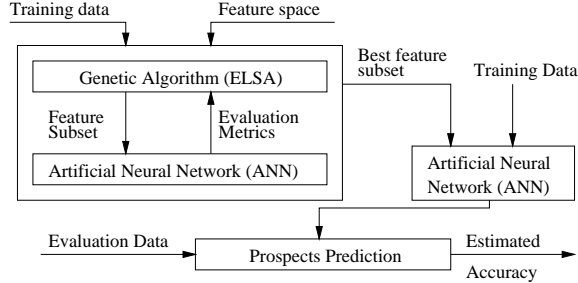 Training data
Feature space
Genetic Algorithm (ELSA)
Feature
Subset
Evaluation
Metrics
Artificial Neural Network (ANN)
Best feature
subset
Training Data
Artificial Neural
Network (ANN)
Evaluation Data
Prospects Prediction
Estimated
Accuracy